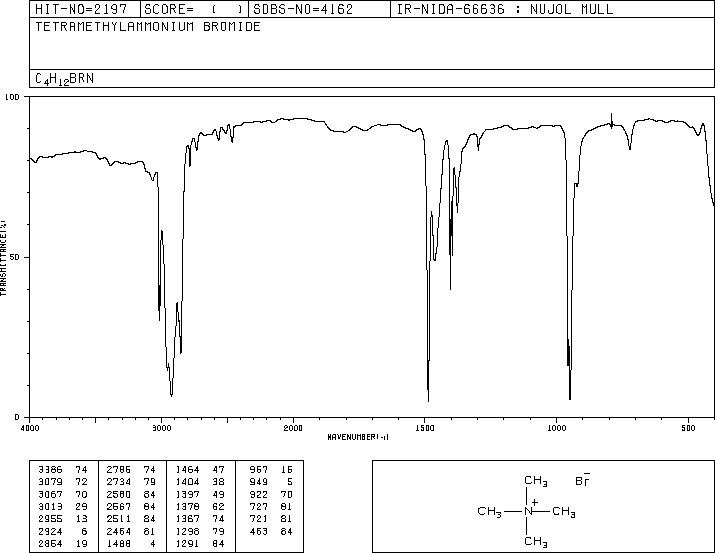 HIT-NO=2197 SCORE= ( ) SDBS-NO=4162 IR-NIDA-66636 : NUJOL MULL
TETRAMETHYLAMMONIUM BROMIDE
C4H12BRN
100
50
0
TRANSMITTANCE(%)
4000 3000 2000 1500 1000 500
WAVENUMBER(-1)
3386 74 2786 74 1464 47 957 15
3079 72 2734 79 1404 38 949 5
3067 70 2580 84 1397 49 922 70
3013 29 2567 84 1378 62 727 81
2955 13 2511 84 1367 74 721 81
2924 6 2464 81 1298 79 463 84
2854 19 1488 4 1291 84
CH3 Br−
CH3 N+ CH3
CH3